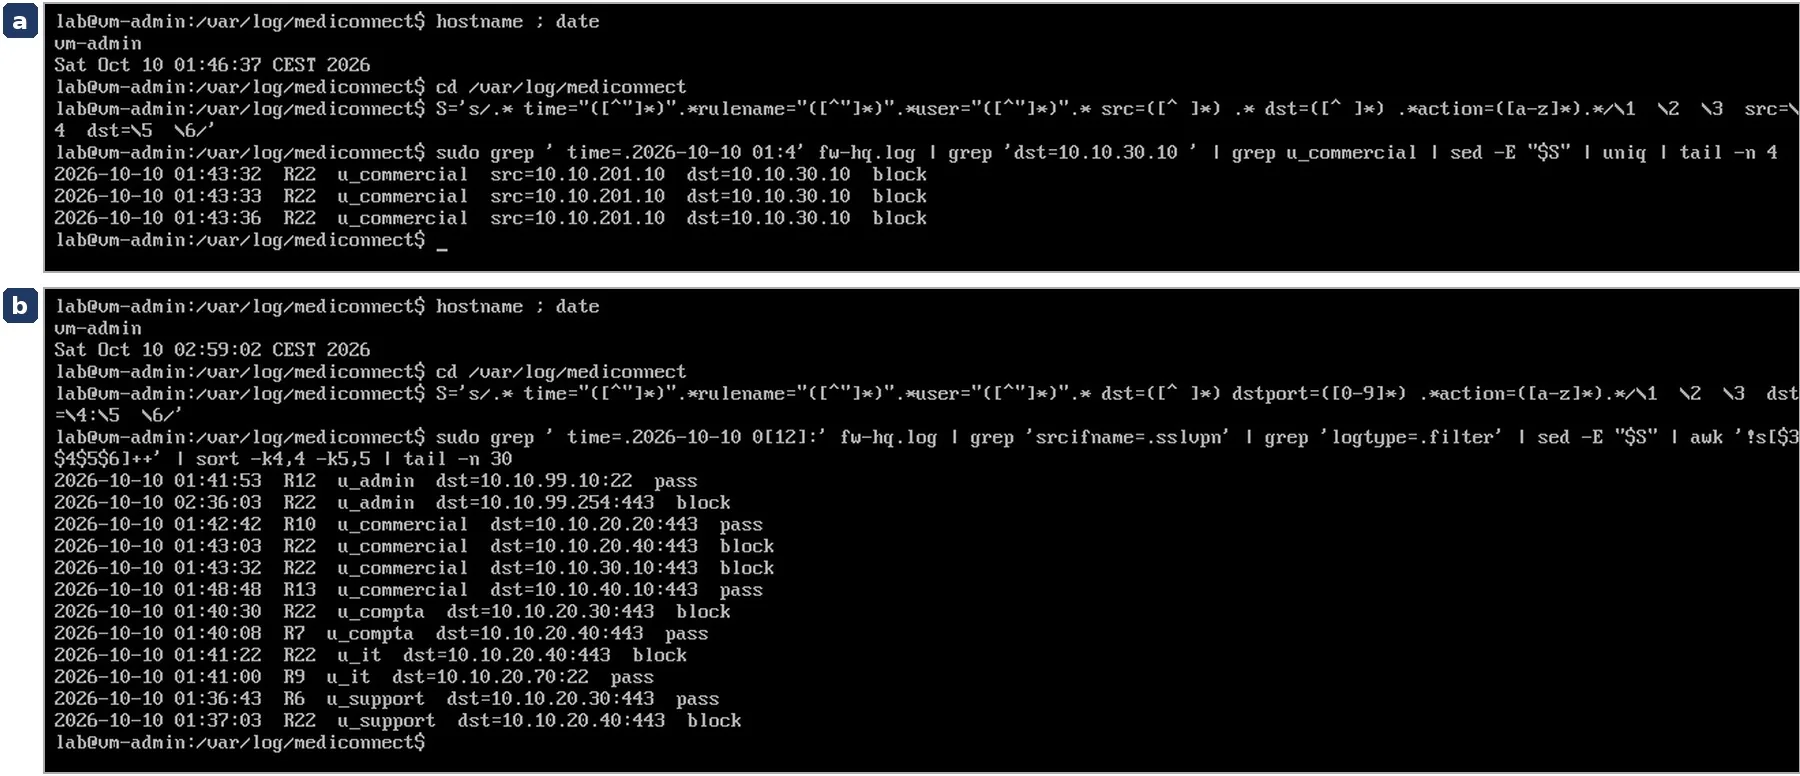 a
lab@vm-admin:/var/log/mediconnect$ hostname ; date
vm-admin
Sat Oct 10 01:46:37 CEST 2026
lab@vm-admin:/var/log/mediconnect$ cd /var/log/mediconnect
lab@vm-admin:/var/log/mediconnect$ S='s/.* time="([^"]*)".*rulename="([^"]*)".*user="([^"]*)".* src=([^ ]*) .* dst=([^ ]*) .*action=([a-z]*).*/\1  \2  \3  src=\
4  dst=\5  \6/'
lab@vm-admin:/var/log/mediconnect$ sudo grep ' time=.2026-10-10 01:4' fw-hq.log | grep 'dst=10.10.30.10 ' | grep u_commercial | sed -E "$S" | uniq | tail -n 4
2026-10-10 01:43:32  R22  u_commercial  src=10.10.201.10  dst=10.10.30.10  block
2026-10-10 01:43:33  R22  u_commercial  src=10.10.201.10  dst=10.10.30.10  block
2026-10-10 01:43:36  R22  u_commercial  src=10.10.201.10  dst=10.10.30.10  block
lab@vm-admin:/var/log/mediconnect$ _
b
lab@vm-admin:/var/log/mediconnect$ hostname ; date
vm-admin
Sat Oct 10 02:59:02 CEST 2026
lab@vm-admin:/var/log/mediconnect$ cd /var/log/mediconnect
lab@vm-admin:/var/log/mediconnect$ S='s/.* time="([^"]*)".*rulename="([^"]*)".*user="([^"]*)".* dst=([^ ]*) dstport=([0-9]*) .*action=([a-z]*).*/\1  \2  \3  dst
=\4:\5  \6/'
lab@vm-admin:/var/log/mediconnect$ sudo grep ' time=.2026-10-10 0[12]:' fw-hq.log | grep 'srcifname=.sslvpn' | grep 'logtype=.filter' | sed -E "$S" | awk '!s[$3
$4$5$6]++' | sort -k4,4 -k5,5 | tail -n 30
2026-10-10 01:41:53  R12  u_admin  dst=10.10.99.10:22  pass
2026-10-10 02:36:03  R22  u_admin  dst=10.10.99.254:443  block
2026-10-10 01:42:42  R10  u_commercial  dst=10.10.20.20:443  pass
2026-10-10 01:43:03  R22  u_commercial  dst=10.10.20.40:443  block
2026-10-10 01:43:32  R22  u_commercial  dst=10.10.30.10:443  block
2026-10-10 01:48:48  R13  u_commercial  dst=10.10.40.10:443  pass
2026-10-10 01:40:30  R22  u_compta  dst=10.10.20.30:443  block
2026-10-10 01:40:08  R7  u_compta  dst=10.10.20.40:443  pass
2026-10-10 01:41:22  R22  u_it  dst=10.10.20.40:443  block
2026-10-10 01:41:00  R9  u_it  dst=10.10.20.70:22  pass
2026-10-10 01:36:43  R6  u_support  dst=10.10.20.30:443  pass
2026-10-10 01:37:03  R22  u_support  dst=10.10.20.40:443  block
lab@vm-admin:/var/log/mediconnect$